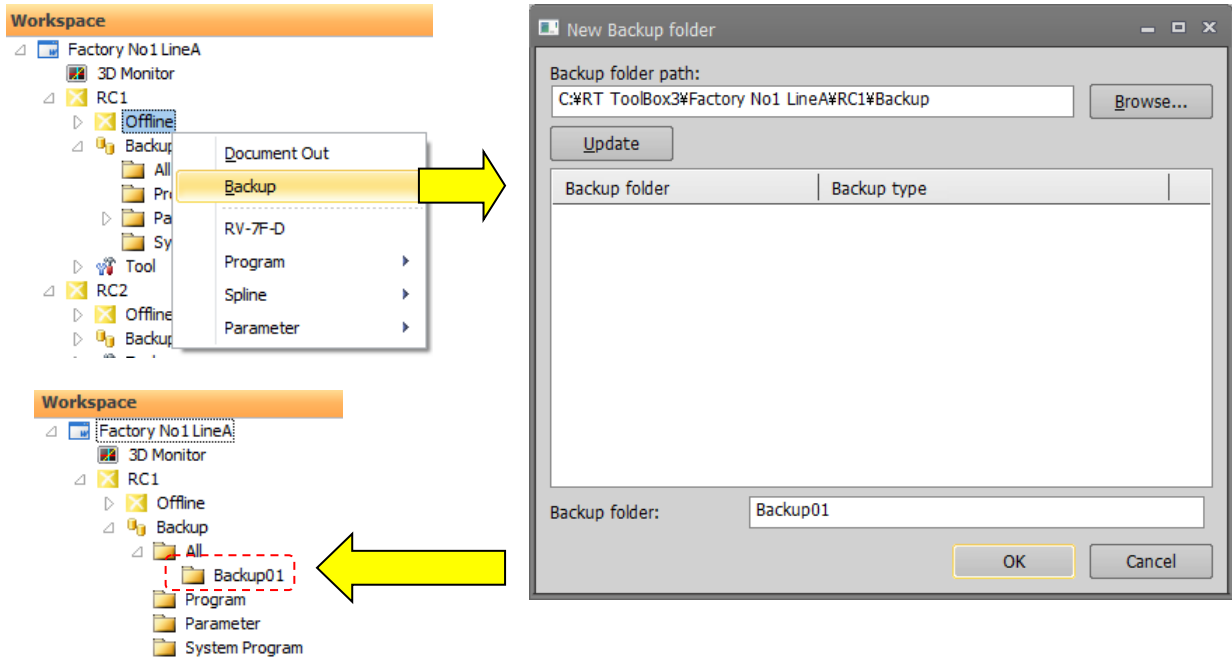 Workspace
Factory No1 LineA
3D Monitor
RC1
Offline
Backup
All
Pr
Pa
Sy
Tool
RC2
Offline
Backup
Document Out
Backup
RV-7F-D
Program
Spline
Parameter
New Backup folder
Backup folder path:
C:¥RT ToolBox3¥Factory No1 LineA¥RC1¥Backup
Browse...
Update
Backup folder Backup type
Backup folder: Backup01
OK Cancel
Workspace
Factory No1 LineA
3D Monitor
RC1
Offline
Backup
All
Backup01
Program
Parameter
System Program